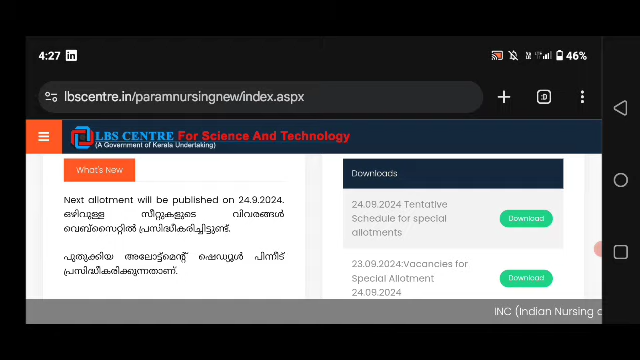 4:27
46%
lbscentre.in/paramnursingnew/index.aspx
:D
LBS CENTRE For Science And Technology
(A Government of Kerala Undertaking)
What's New
Next allotment will be published on 24.9.2024.
ഒഴിവുള്ള സീറ്റുകളുടെ വിവരങ്ങൾ
വെബ്സൈറ്റിൽ പ്രസിദ്ധീകരിച്ചിട്ടുണ്ട്.
പുതുക്കിയ അലോട്ട്മെന്റ് ഷെഡ്യൂൾ പിന്നീട്
പ്രസിദ്ധീകരിക്കുന്നതാണ്.
Downloads
24.09.2024 Tentative
Schedule for special
allotments
Download
23.09.2024:Vacancies for
Special Allotment
24.09.2024
Download
INC (Indian Nursing